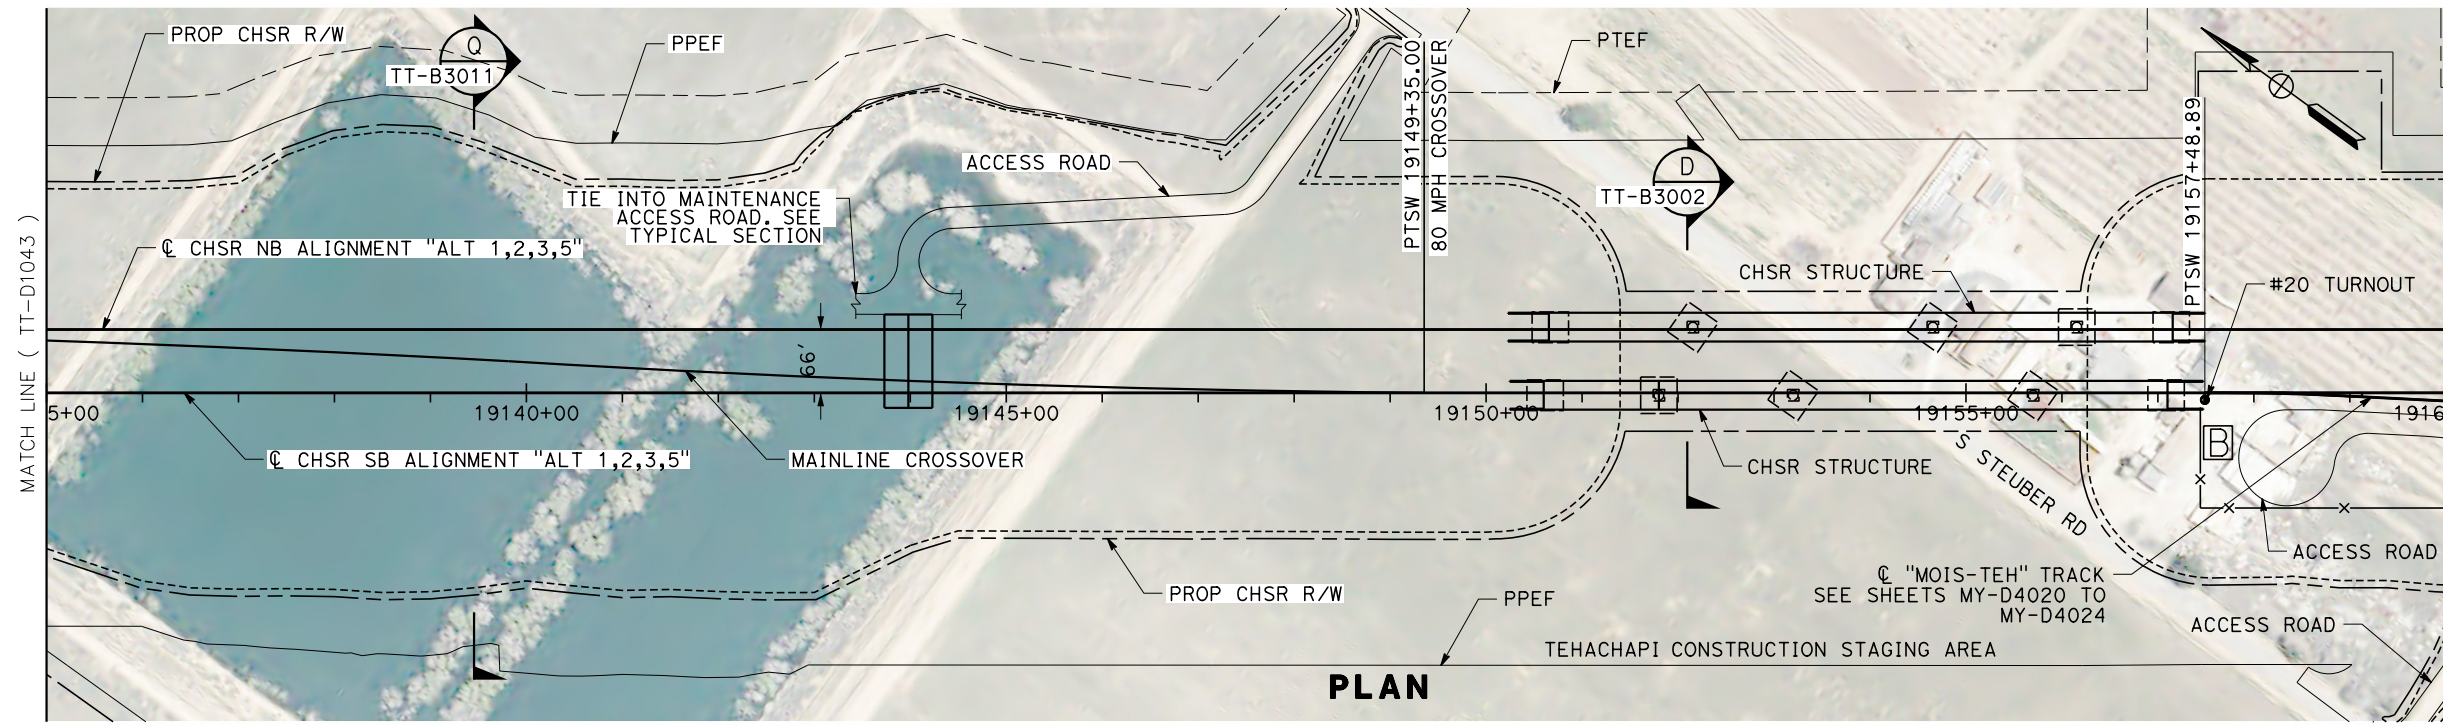 PROP CHSR R/W
Q
TT-B3011
PPEF
PTSW 19149+35.00
80 MPH CROSSOVER
PTEF
D
TT-B3002
PTSW 19157+48.89
ACCESS ROAD
TIE INTO MAINTENANCE
ACCESS ROAD. SEE
TYPICAL SECTION
MATCH LINE ( TT-D1043 )
℄ CHSR NB ALIGNMENT "ALT 1,2,3,5"
CHSR STRUCTURE
#20 TURNOUT
66'
5+00
19140+00
19145+00
19150+00
19155+00
1916
B
℄ CHSR SB ALIGNMENT "ALT 1,2,3,5"
MAINLINE CROSSOVER
CHSR STRUCTURE
S STEUBER RD
ACCESS ROAD
℄ "MOIS-TEH" TRACK
SEE SHEETS MY-D4020 TO
MY-D4024
PROP CHSR R/W
PPEF
ACCESS ROAD
TEHACHAPI CONSTRUCTION STAGING AREA
PLAN